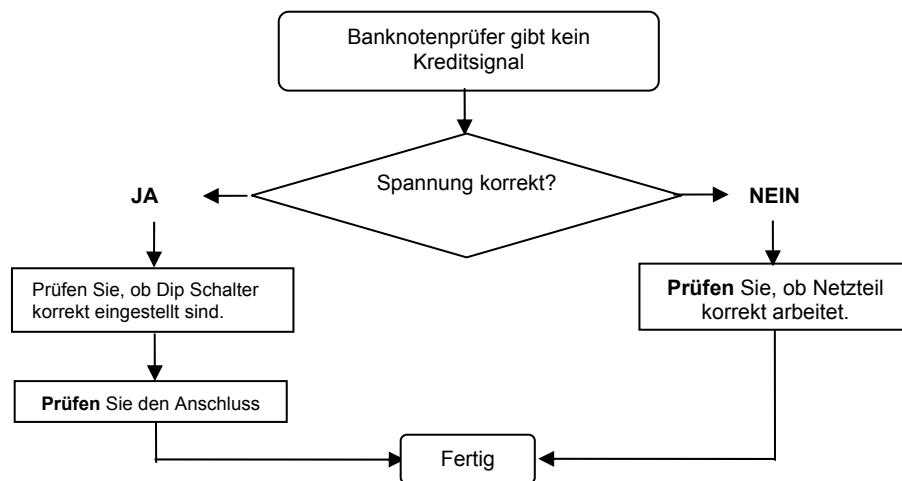 Banknotenprüfer gibt kein
Kreditsignal
Spannung korrekt?
JA
NEIN
Prüfen Sie, ob Dip Schalter
korrekt eingestellt sind.
Prüfen Sie, ob Netzteil
korrekt arbeitet.
Prüfen Sie den Anschluss
Fertig